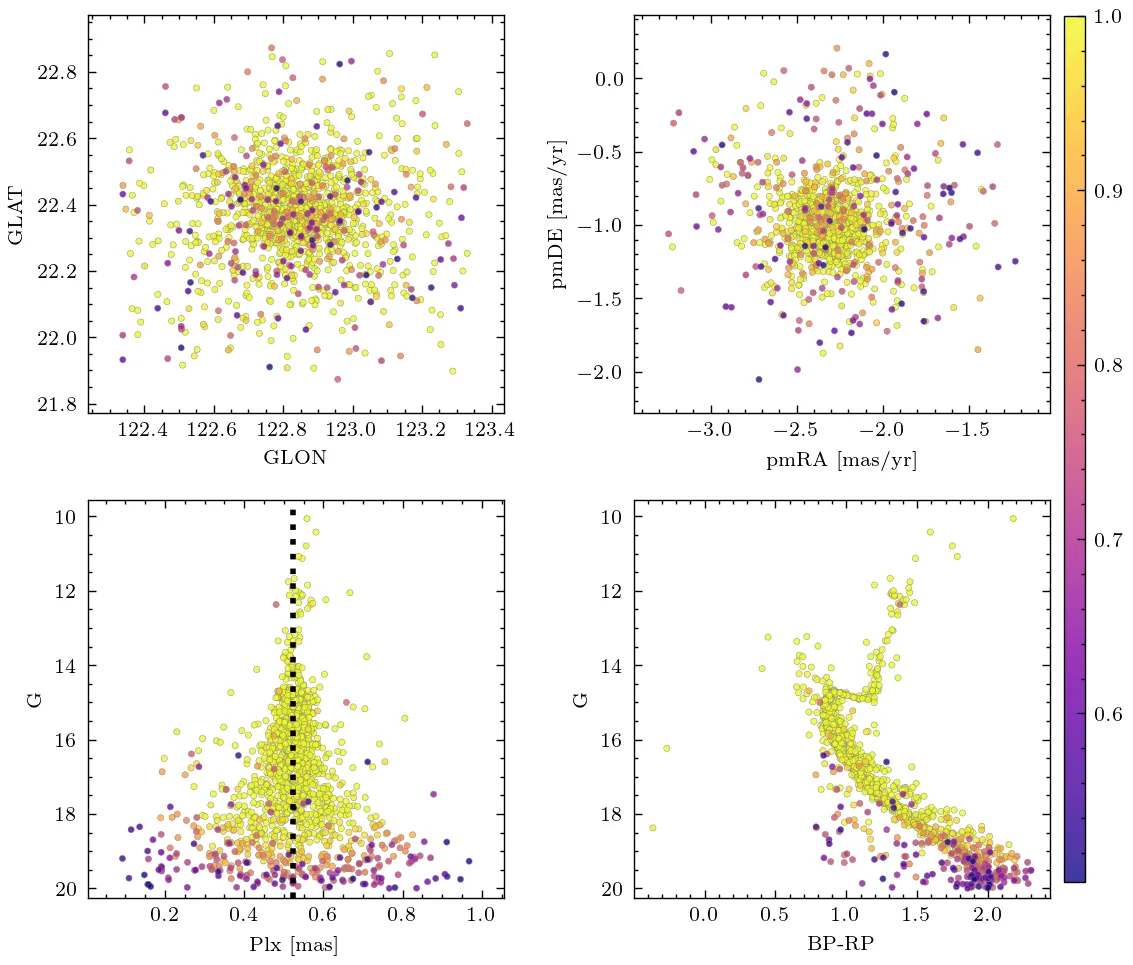 22.8
22.6
22.4
22.2
22.0
21.8
GLAT
122.4 122.6 122.8 123.0 123.2 123.4
GLON
0.0
−0.5
−1.0
−1.5
−2.0
pmDE [mas/yr]
−3.0 −2.5 −2.0 −1.5
pmRA [mas/yr]
1.0
0.9
0.8
0.7
0.6
10
12
14
16
18
20
G
0.2 0.4 0.6 0.8 1.0
Plx [mas]
10
12
14
16
18
20
G
0.0 0.5 1.0 1.5 2.0
BP-RP